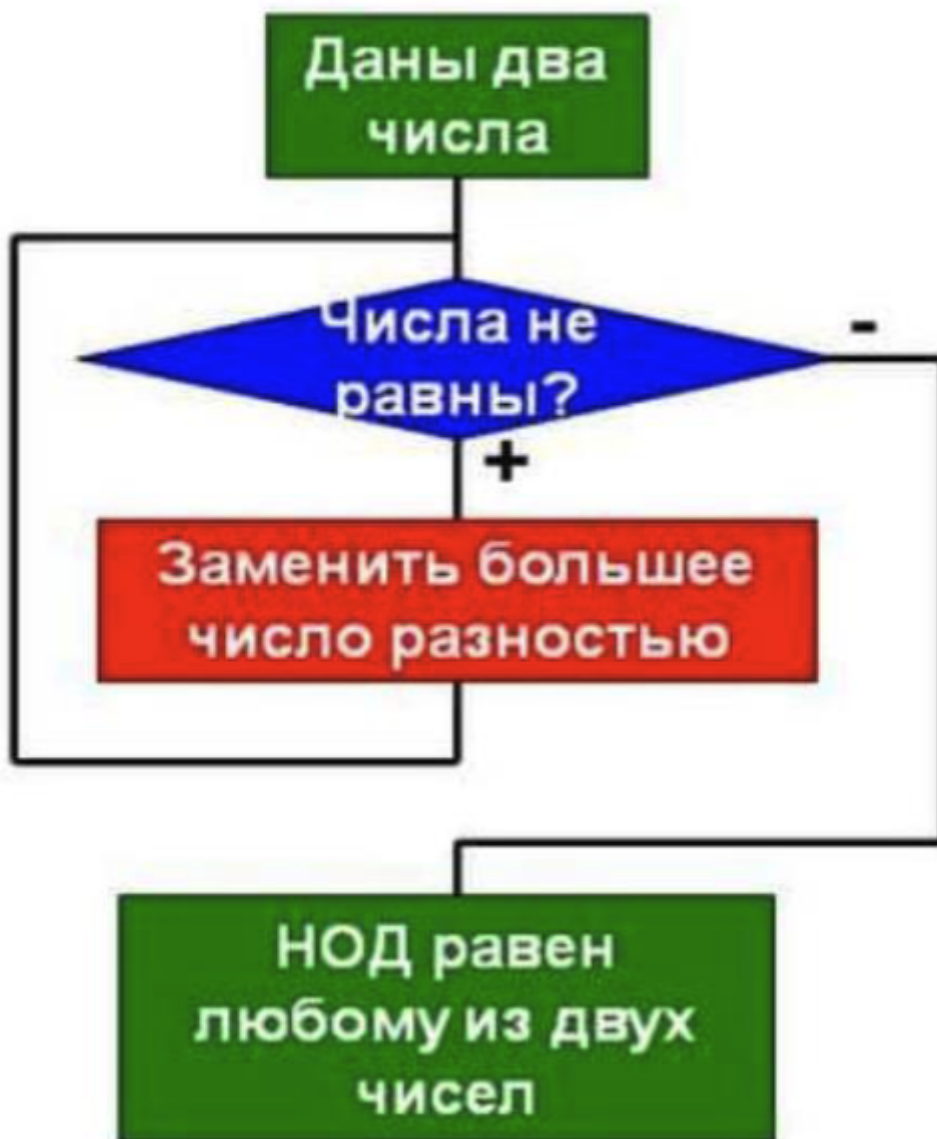 Даны два
числа
Числа не
равны?
-
+
Заменить большее
число разностью
НОД равен
любому из двух
чисел